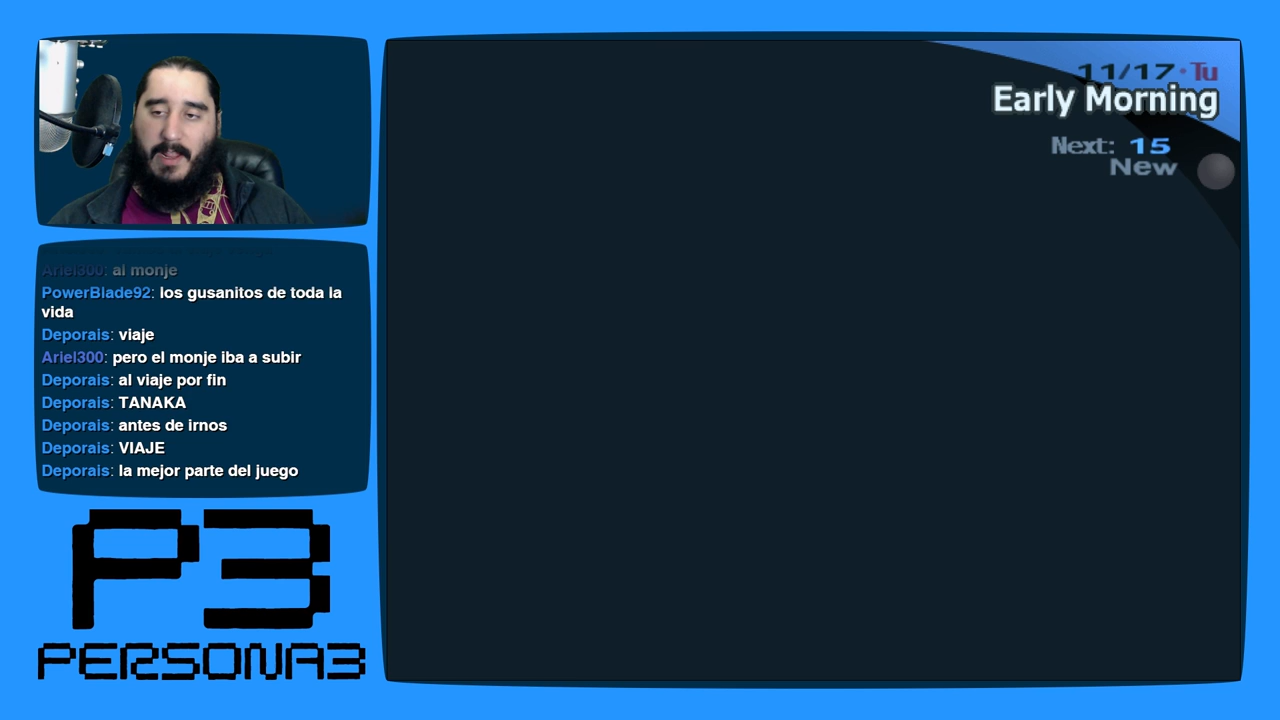 Ariel300: al monje
PowerBlade92: los gusanitos de toda la
vida
Deporais: viaje
Ariel300: pero el monje iba a subir
Deporais: al viaje por fin
Deporais: TANAKA
Deporais: antes de irnos
Deporais: VIAJE
Deporais: la mejor parte del juego
P3
PERSONA3
11/17·Tu
Early Morning
Next: 15
New